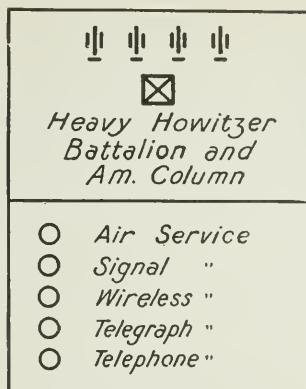 Heavy Howitzer
Battalion and
Am. Column
Air Service
Signal "
Wireless "
Telegraph "
Telephone "